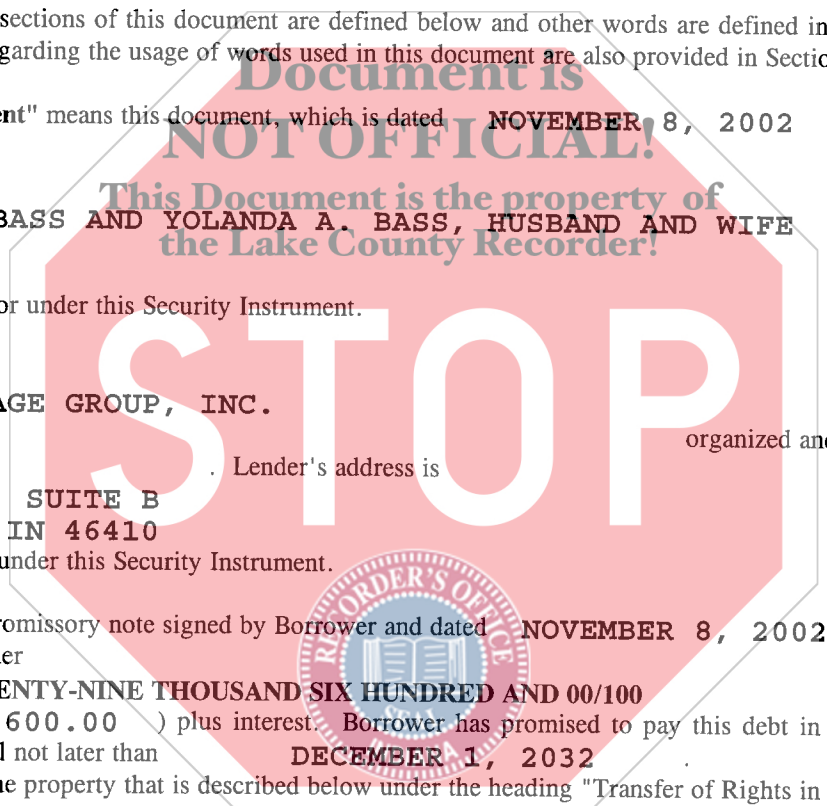 sections of this document are defined below and other words are defined in
garding the usage of words used in this document are also provided in Sectio
Document is
ent" means this document, which is dated NOVEMBER 8, 2002
NOT OFFICIAL!
This Document is the property of
BASS AND YOLANDA A. BASS, HUSBAND AND WIFE
the Lake County Recorder!
or under this Security Instrument.
STOP
AGE GROUP, INC.
organized and
. Lender's address is
SUITE B
IN 46410
under this Security Instrument.
RECORDER'S OFFICE
romissory note signed by Borrower and dated NOVEMBER 8, 2002
er
ENTY-NINE THOUSAND SIX HUNDRED AND 00/100
600.00 ) plus interest. Borrower has promised to pay this debt in
SEAL
d not later than DECEMBER 1, 2032 .
he property that is described below under the heading "Transfer of Rights in